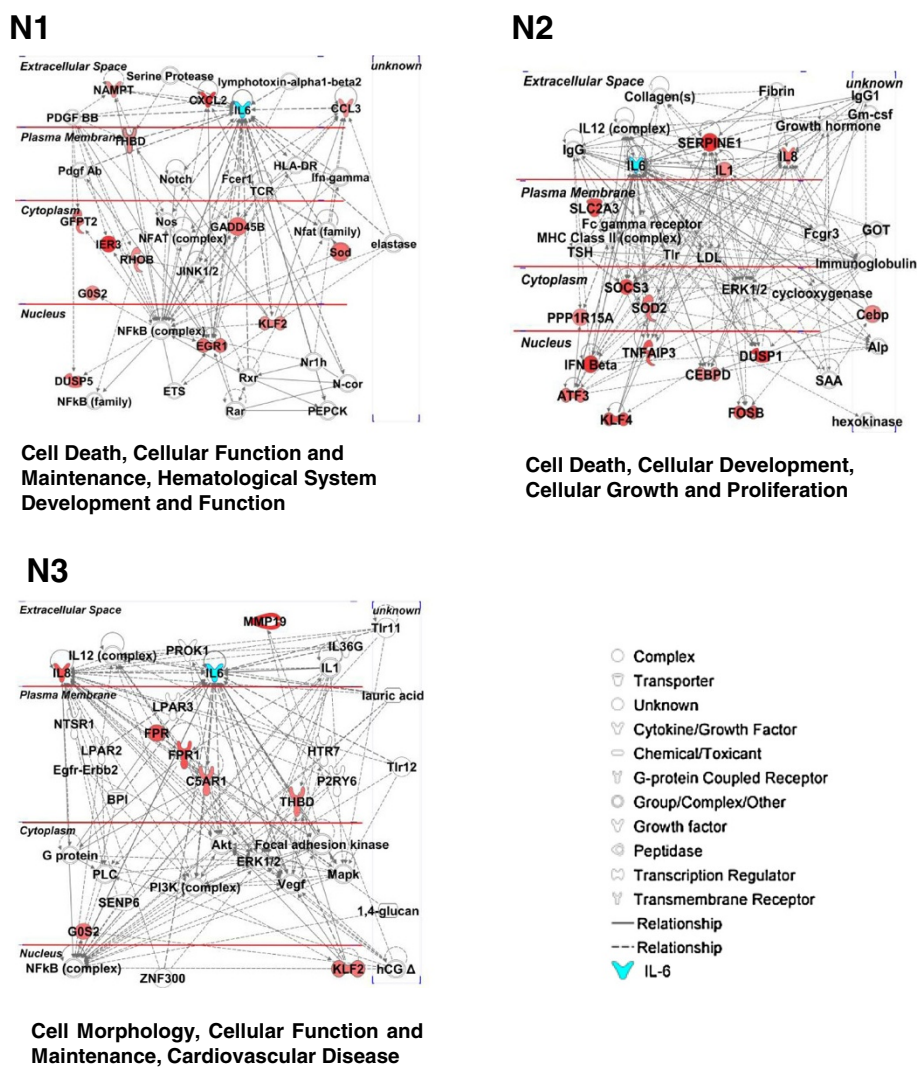 N1
Extracellular Space
unknown
Serine Protease
lymphotoxin-alpha1-beta2
NAMPT
CXCL2
IL6
CCL3
PDGF BB
Plasma Membrane
THBD
Pdgf Ab
Notch
Fcer1
HLA-DR
Ifn gamma
TCR
Cytoplasm
GFPT2
Nos
GADD45B
Nfat (family)
IER3
NFAT (complex)
elastase
RHOB
Sod
JINK1/2
G0S2
Nucleus
NFkB (complex)
KLF2
EGR1
Nr1h
DUSP5
Rxr
N-cor
ETS
NFkB (family)
Rar
PEPCK
Cell Death, Cellular Function and
Maintenance, Hematological System
Development and Function
N2
Extracellular Space
unknown
Collagen(s)
Fibrin
IgG1
Gm-csf
IL12 (complex)
Growth hormone
IgG
SERPINE1
IL6
IL1
IL8
Plasma Membrane
SLC2A3
Fc gamma receptor
Fcgr3
GOT
MHC Class II (complex)
TSH
Tlr
LDL
Immunoglobulin
Cytoplasm
SOCS3
ERK1/2
cyclooxygenase
SOD2
PPP1R15A
Cebp
Nucleus
TNFAIP3
Alp
IFN Beta
DUSP1
CEBPD
SAA
ATF3
KLF4
FOSB
hexokinase
Cell Death, Cellular Development,
Cellular Growth and Proliferation
N3
Extracellular Space
unknown
MMP19
Tlr11
IL12 (complex)
PROK1
IL36G
IL8
IL6
IL1
Plasma Membrane
lauric acid
LPAR3
NTSR1
FPR
LPAR2
FPR1
HTR7
Egfr-Erbb2
C5AR1
P2RY6
Tlr12
BPI
THBD
Cytoplasm
Akt
Focal adhesion kinase
G protein
ERK1/2
PLC
PI3K (complex)
Vegf
Mapk
SENP6
1,4-glucan
G0S2
Nucleus
NFkB (complex)
ZNF300
KLF2
hCG Δ
Cell Morphology, Cellular Function and
Maintenance, Cardiovascular Disease
Complex
Transporter
Unknown
Cytokine/Growth Factor
Chemical/Toxicant
G-protein Coupled Receptor
Group/Complex/Other
Growth factor
Peptidase
Transcription Regulator
Transmembrane Receptor
Relationship
Relationship
IL-6